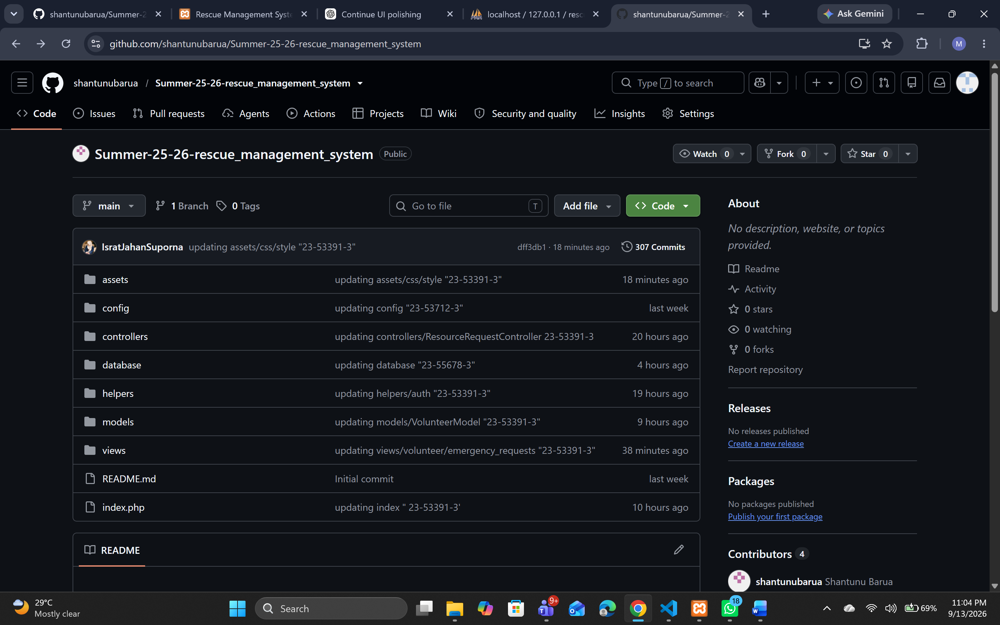 shantunubarua/Summer-2
Rescue Management Syste
Continue UI polishing
localhost / 127.0.0.1 / resc
shantunubarua/Summer-2
Ask Gemini
github.com/shantunubarua/Summer-25-26-rescue_management_system
M
shantunubarua / Summer-25-26-rescue_management_system
Type / to search
Code
Issues
Pull requests
Agents
Actions
Projects
Wiki
Security and quality
Insights
Settings
Summer-25-26-rescue_management_system Public
Watch 0
Fork 0
Star 0
main
1 Branch
0 Tags
Go to file T
Add file
Code
IsratJahanSuporna updating assets/css/style "23-53391-3" dff3db1 · 18 minutes ago 307 Commits
assets updating assets/css/style "23-53391-3" 18 minutes ago
config updating config "23-53712-3" last week
controllers updating controllers/ResourceRequestController 23-53391-3 20 hours ago
database updating database "23-55678-3" 4 hours ago
helpers updating helpers/auth "23-53391-3" 19 hours ago
models updating models/VolunteerModel "23-53391-3" 9 hours ago
views updating views/volunteer/emergency_requests "23-53391-3" 38 minutes ago
README.md Initial commit last week
index.php updating index " 23-53391-3' 10 hours ago
README
About
No description, website, or topics
provided.
Readme
Activity
0 stars
0 watching
0 forks
Report repository
Releases
No releases published
Create a new release
Packages
No packages published
Publish your first package
Contributors 4
shantunubarua Shantunu Barua
29°C
Mostly clear
Search
9+
18
69%
11:04 PM
9/13/2026